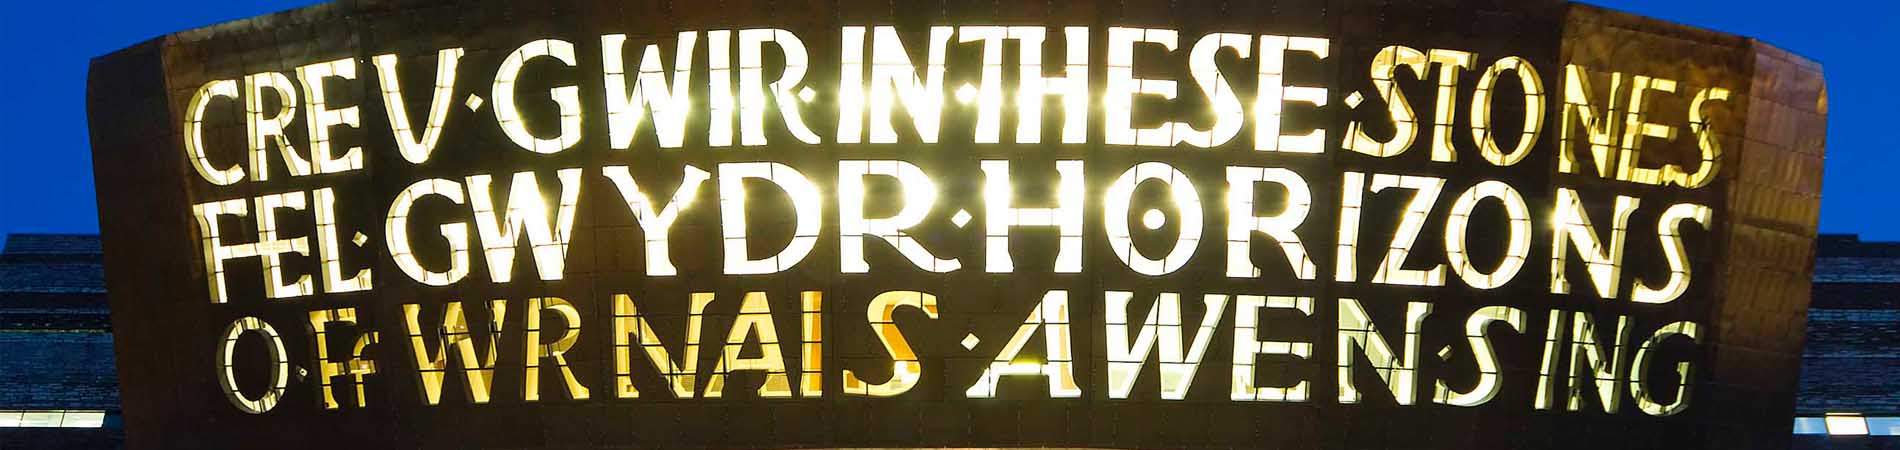 CREU·GWIR·IN·THESE·STONES
FEL·GWYDR·HORIZONS
O·FFWRNAIS·AWEN·SING